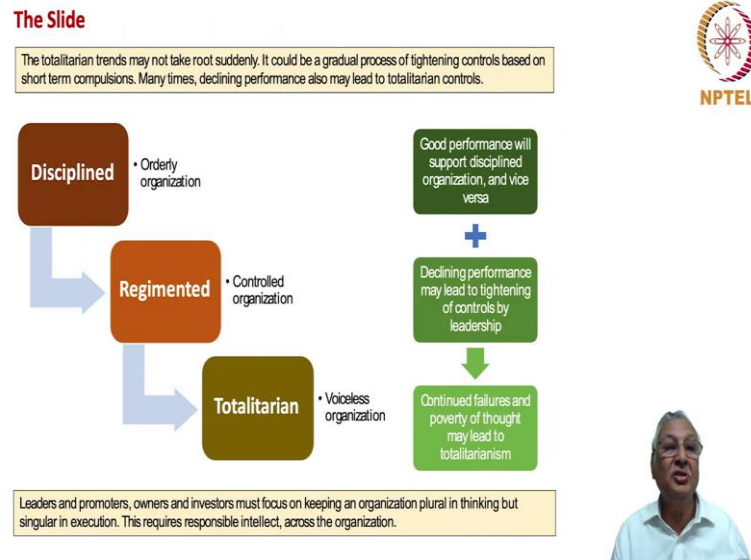 The Slide
The totalitarian trends may not take root suddenly. It could be a gradual process of tightening controls based on
short term compulsions. Many times, declining performance also may lead to totalitarian controls.
NPTEL
Disciplined
• Orderly
organization
Regimented
• Controlled
organization
Totalitarian
• Voiceless
organization
Good performance will
support disciplined
organization, and vice
versa
Declining performance
may lead to tightening
of controls by
leadership
Continued failures and
poverty of thought
may lead to
totalitarianism
Leaders and promoters, owners and investors must focus on keeping an organization plural in thinking but
singular in execution. This requires responsible intellect, across the organization.